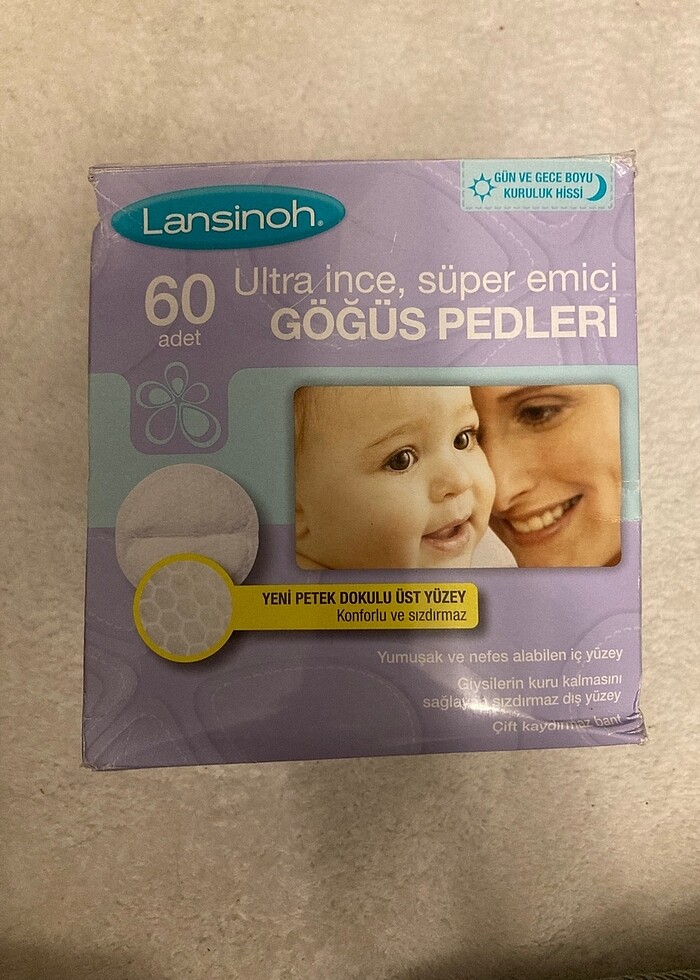 GÜN VE GECE BOYU
KURULUK HİSSİ
Lansinoh®
60
adet
Ultra ince, süper emici
GÖĞÜS PEDLERİ
YENİ PETEK DOKULU ÜST YÜZEY
Konforlu ve sızdırmaz
Yumuşak ve nefes alabilen iç yüzey
Giysilerin kuru kalmasını
sağlayan sızdırmaz dış yüzey
Çift kaydırmaz bant